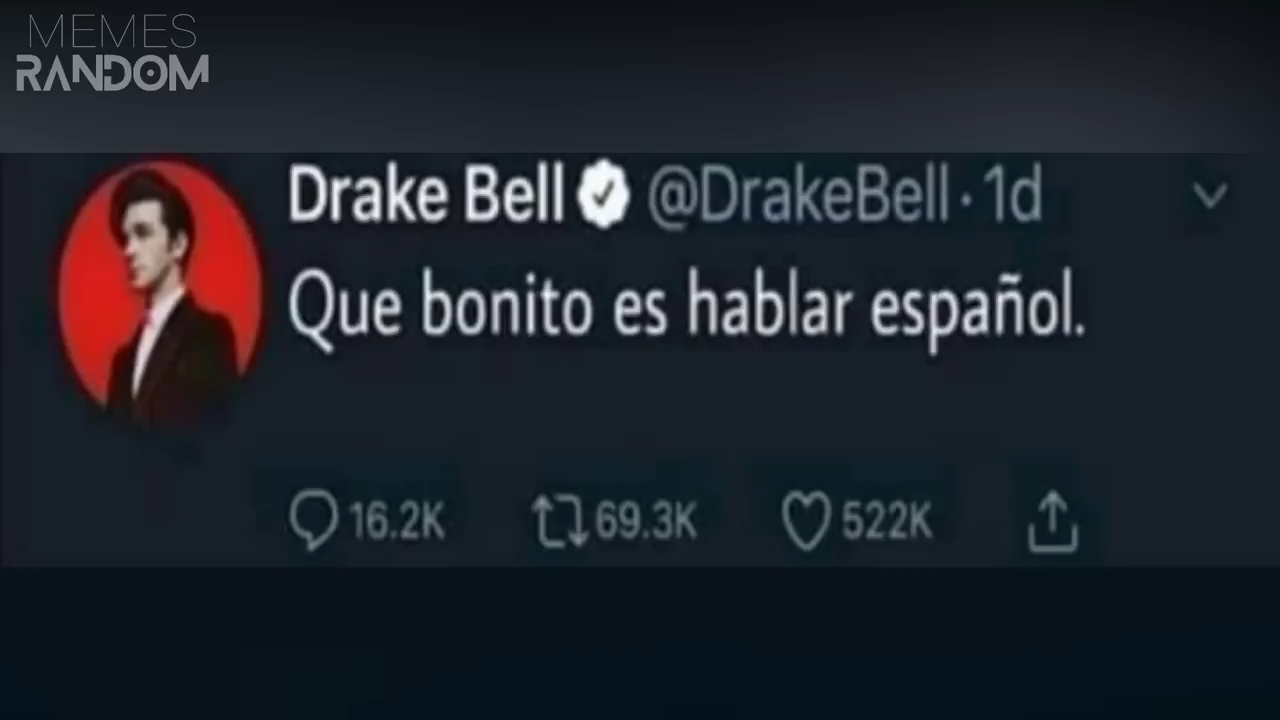 MEMES
RANDOM
Drake Bell @DrakeBell · 1d
Que bonito es hablar español.
16.2K 69.3K 522K